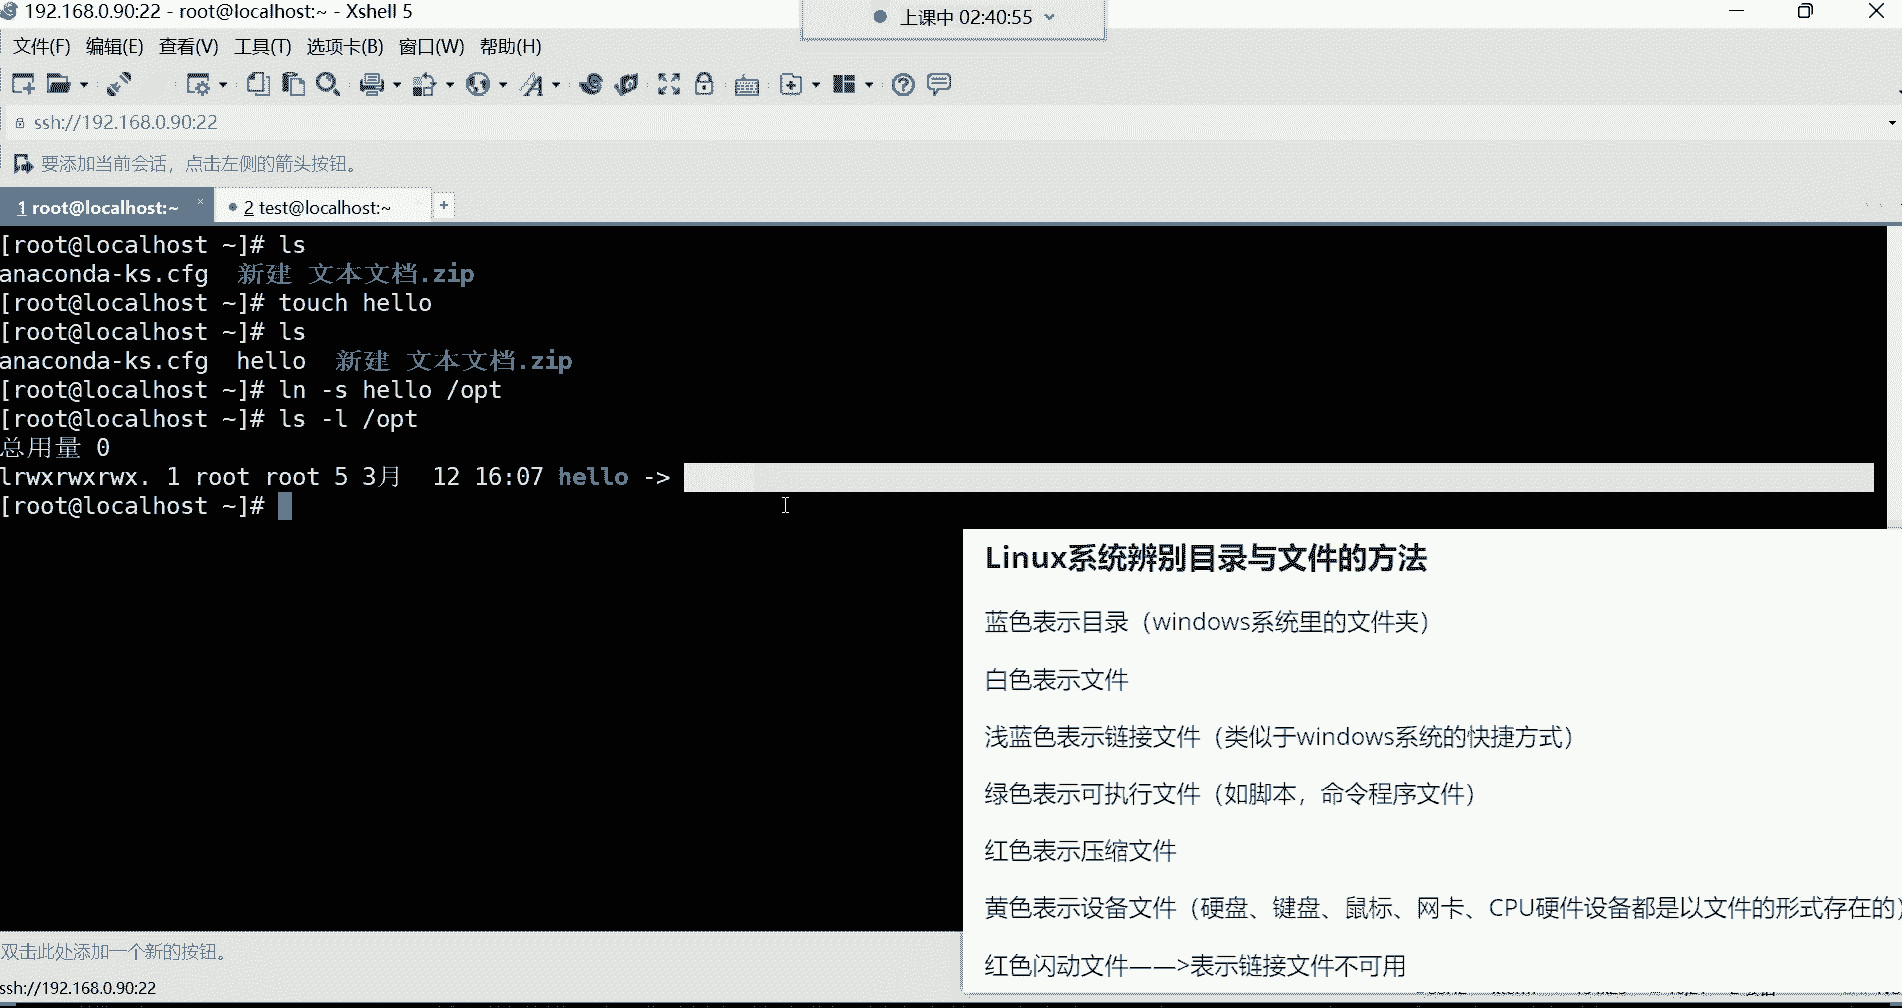 192.168.0.90:22 - root@localhost:~ - Xshell 5
上课中 02:40:55
文件(F) 编辑(E) 查看(V) 工具(T) 选项卡(B) 窗口(W) 帮助(H)
ssh://192.168.0.90:22
要添加当前会话，点击左侧的箭头按钮。
1 root@localhost:~ × 2 test@localhost:~ +
[root@localhost ~]# ls
anaconda-ks.cfg 新建 文本文档.zip
[root@localhost ~]# touch hello
[root@localhost ~]# ls
anaconda-ks.cfg hello 新建 文本文档.zip
[root@localhost ~]# ln -s hello /opt
[root@localhost ~]# ls -l /opt
总用量 0
lrwxrwxrwx. 1 root root 5 3月 12 16:07 hello ->
[root@localhost ~]#
Linux系统辨别目录与文件的方法
蓝色表示目录（windows系统里的文件夹）
白色表示文件
浅蓝色表示链接文件（类似于windows系统的快捷方式）
绿色表示可执行文件（如脚本，命令程序文件）
红色表示压缩文件
黄色表示设备文件（硬盘、键盘、鼠标、网卡、CPU硬件设备都是以文件的形式存在的）
红色闪动文件——>表示链接文件不可用
双击此处添加一个新的按钮。
ssh://192.168.0.90:22